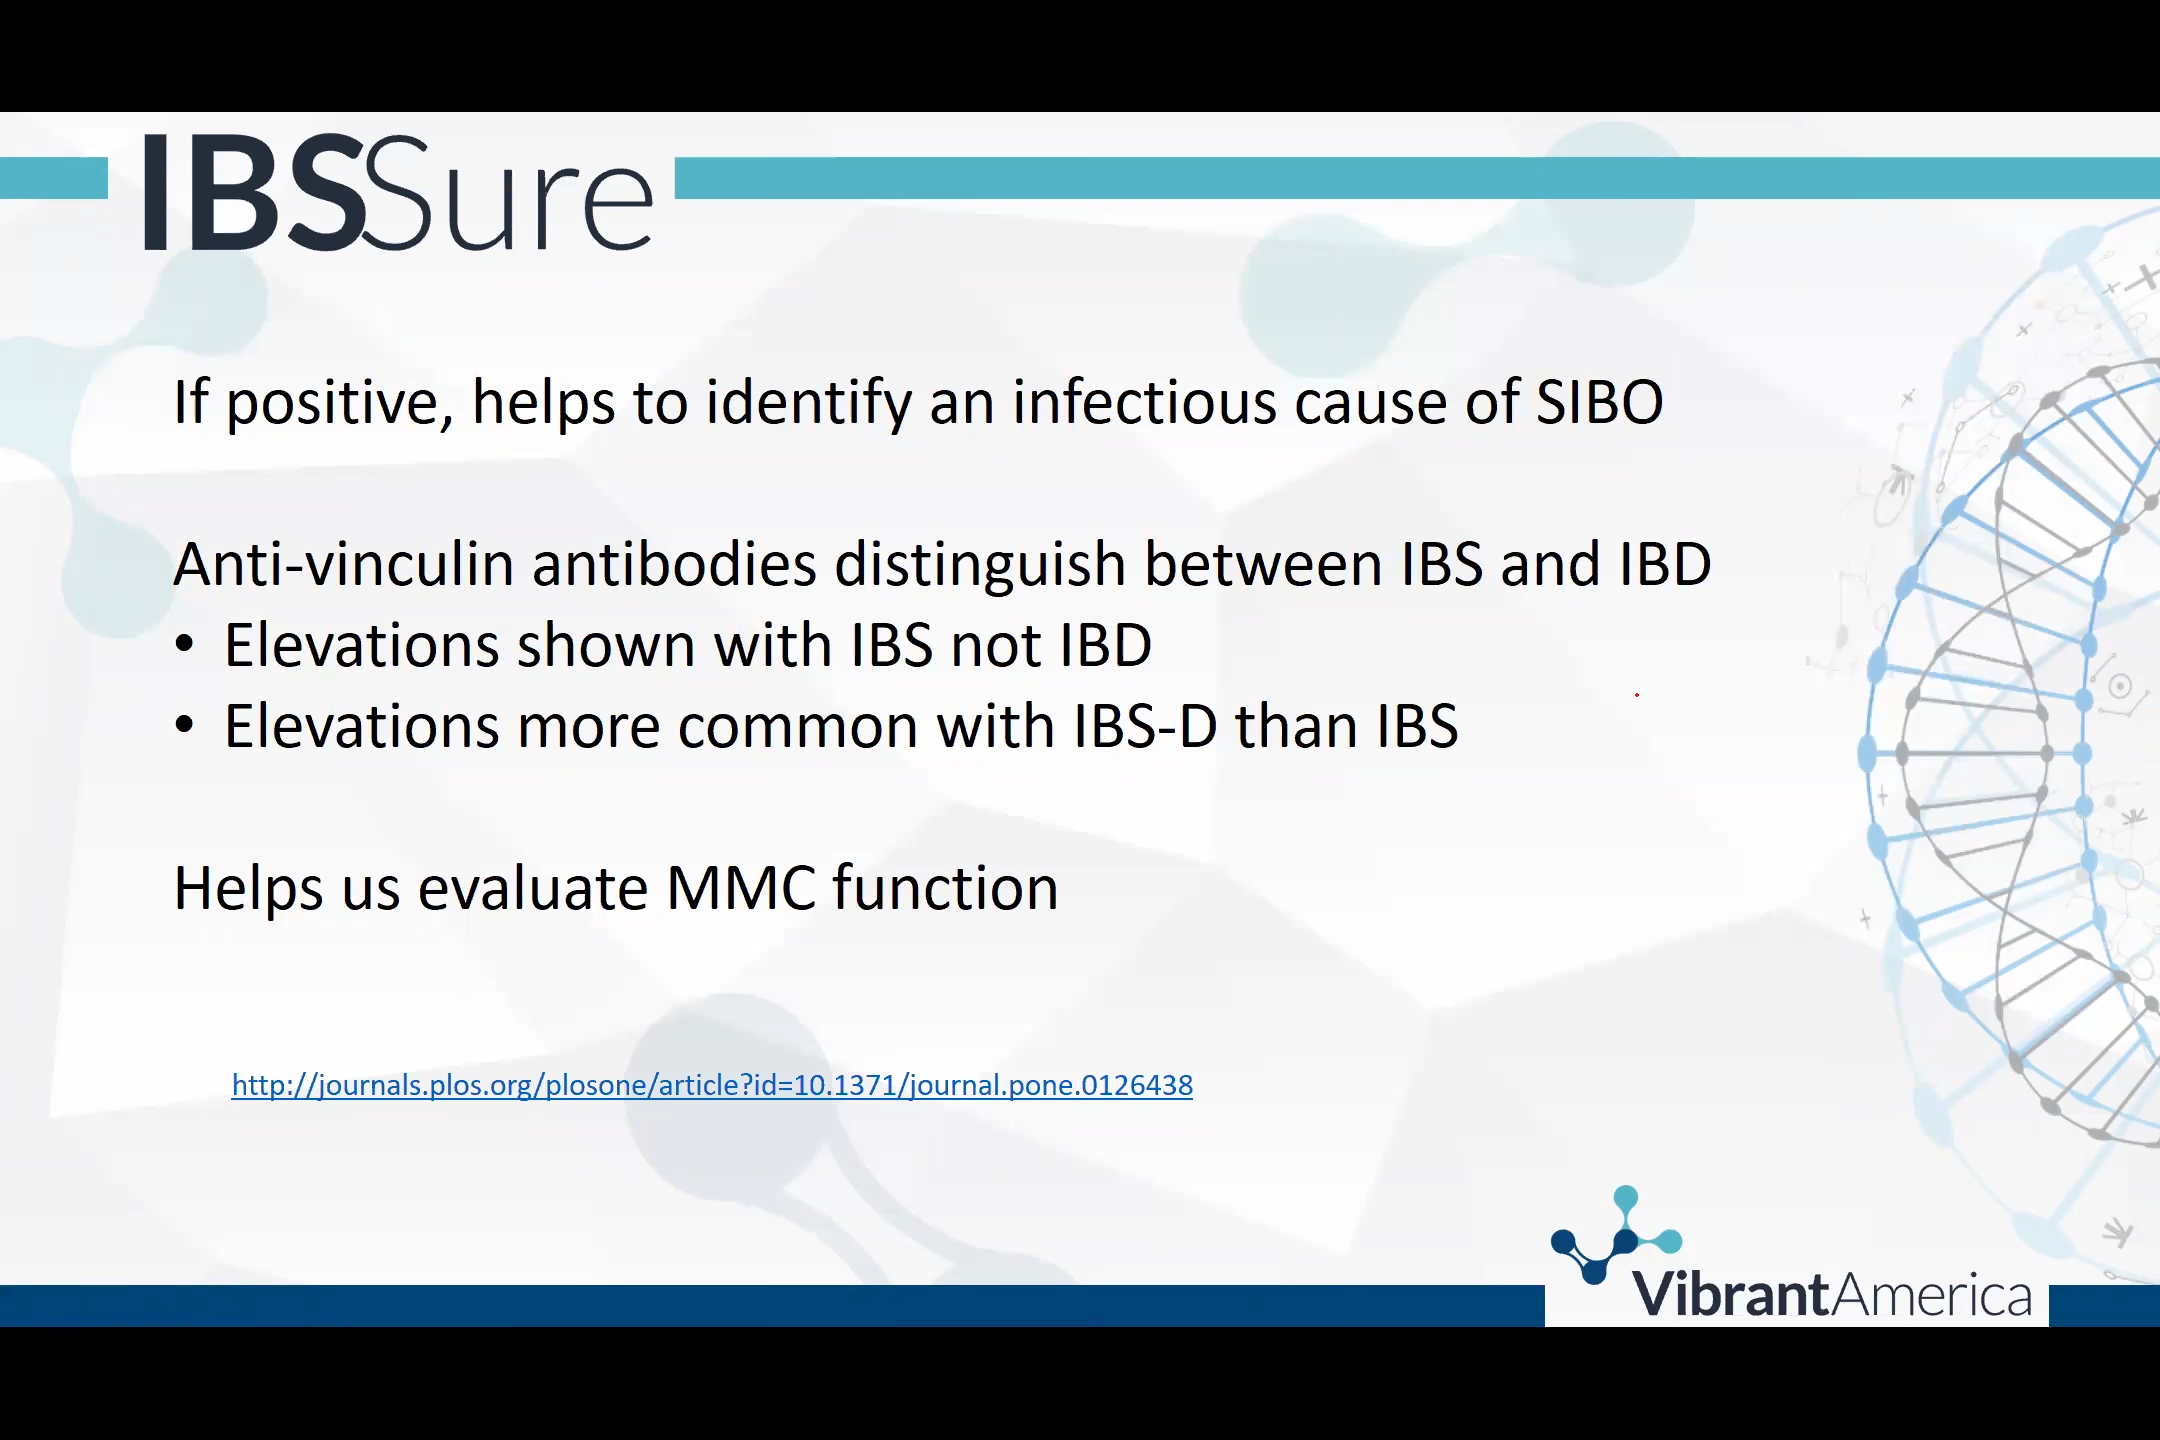 IBSSure
If positive, helps to identify an infectious cause of SIBO
Anti-vinculin antibodies distinguish between IBS and IBD
• Elevations shown with IBS not IBD
• Elevations more common with IBS-D than IBS
Helps us evaluate MMC function
http://journals.plos.org/plosone/article?id=10.1371/journal.pone.0126438
VibrantAmerica